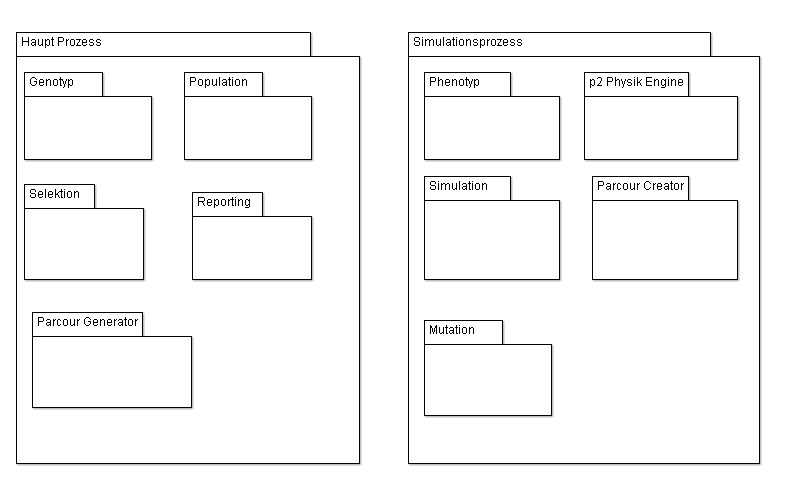 Haupt Prozess
Genotyp
Population
Selektion
Reporting
Parcour Generator
Simulationsprozess
Phenotyp
p2 Physik Engine
Simulation
Parcour Creator
Mutation